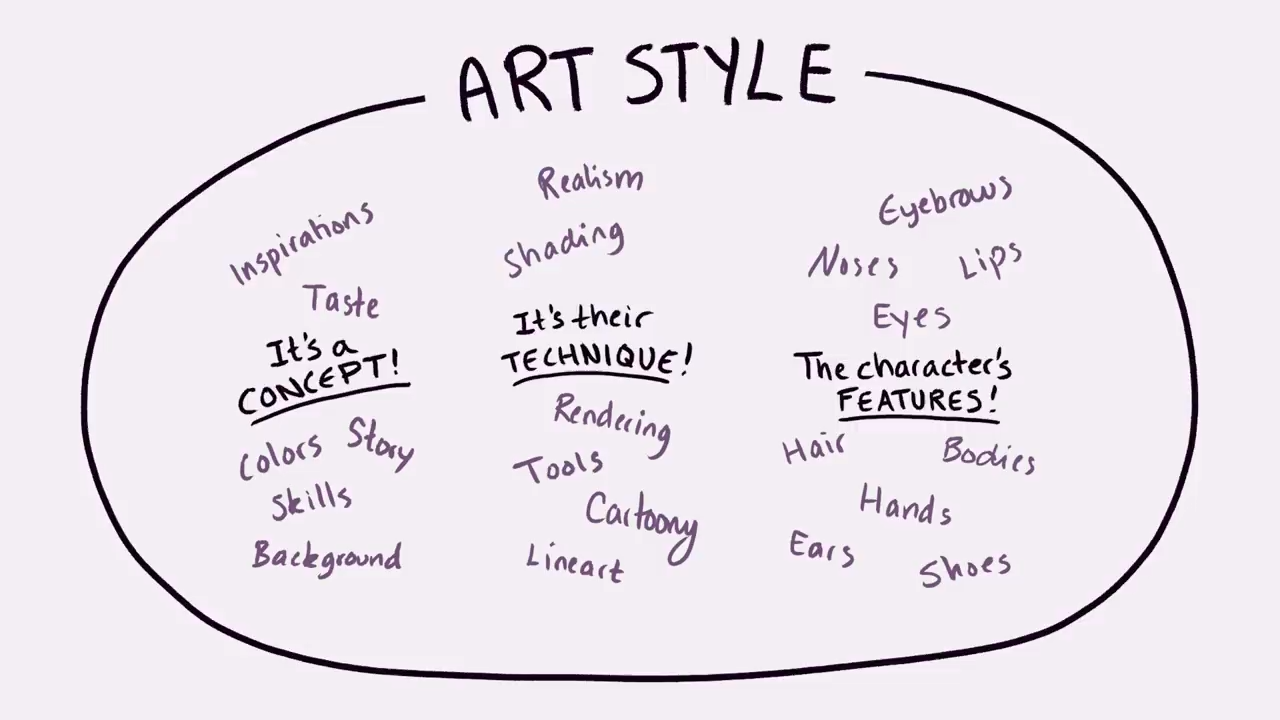 ART STYLE
Inspirations
Taste
It's a
CONCEPT!
Colors Story
Skills
Background
Realism
Shading
It's their
TECHNIQUE!
Rendering
Tools
Cartoony
Lineart
Eyebrows
Noses Lips
Eyes
The character's
FEATURES!
Hair Bodies
Hands
Ears Shoes